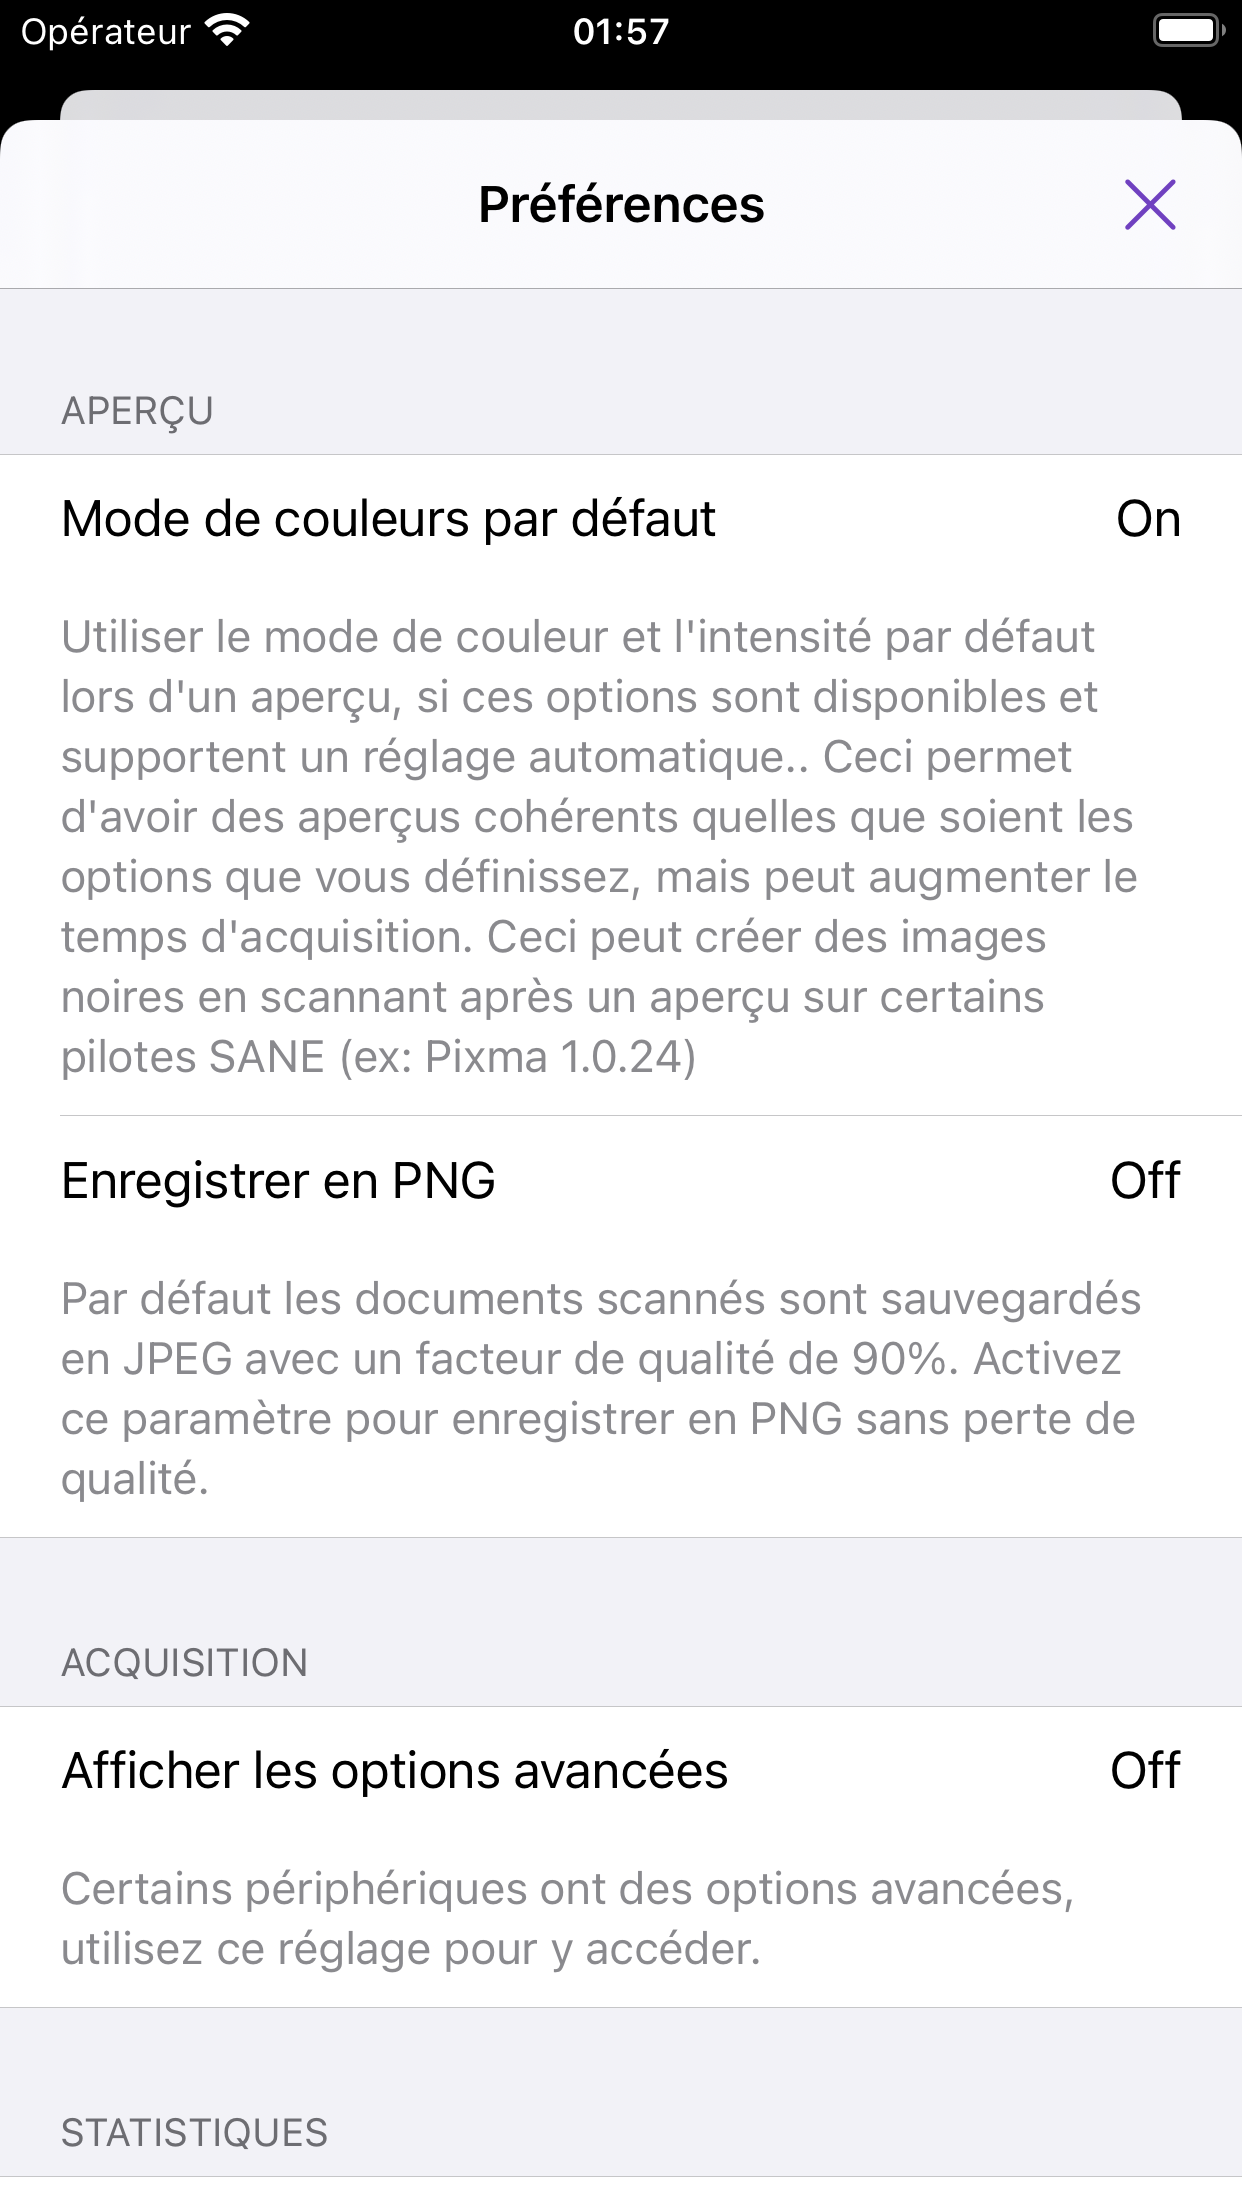 Opérateur 01:57
Préférences
APERÇU
Mode de couleurs par défaut On
Utiliser le mode de couleur et l'intensité par défaut
lors d'un aperçu, si ces options sont disponibles et
supportent un réglage automatique.. Ceci permet
d'avoir des aperçus cohérents quelles que soient les
options que vous définissez, mais peut augmenter le
temps d'acquisition. Ceci peut créer des images
noires en scannant après un aperçu sur certains
pilotes SANE (ex: Pixma 1.0.24)
Enregistrer en PNG Off
Par défaut les documents scannés sont sauvegardés
en JPEG avec un facteur de qualité de 90%. Activez
ce paramètre pour enregistrer en PNG sans perte de
qualité.
ACQUISITION
Afficher les options avancées Off
Certains périphériques ont des options avancées,
utilisez ce réglage pour y accéder.
STATISTIQUES